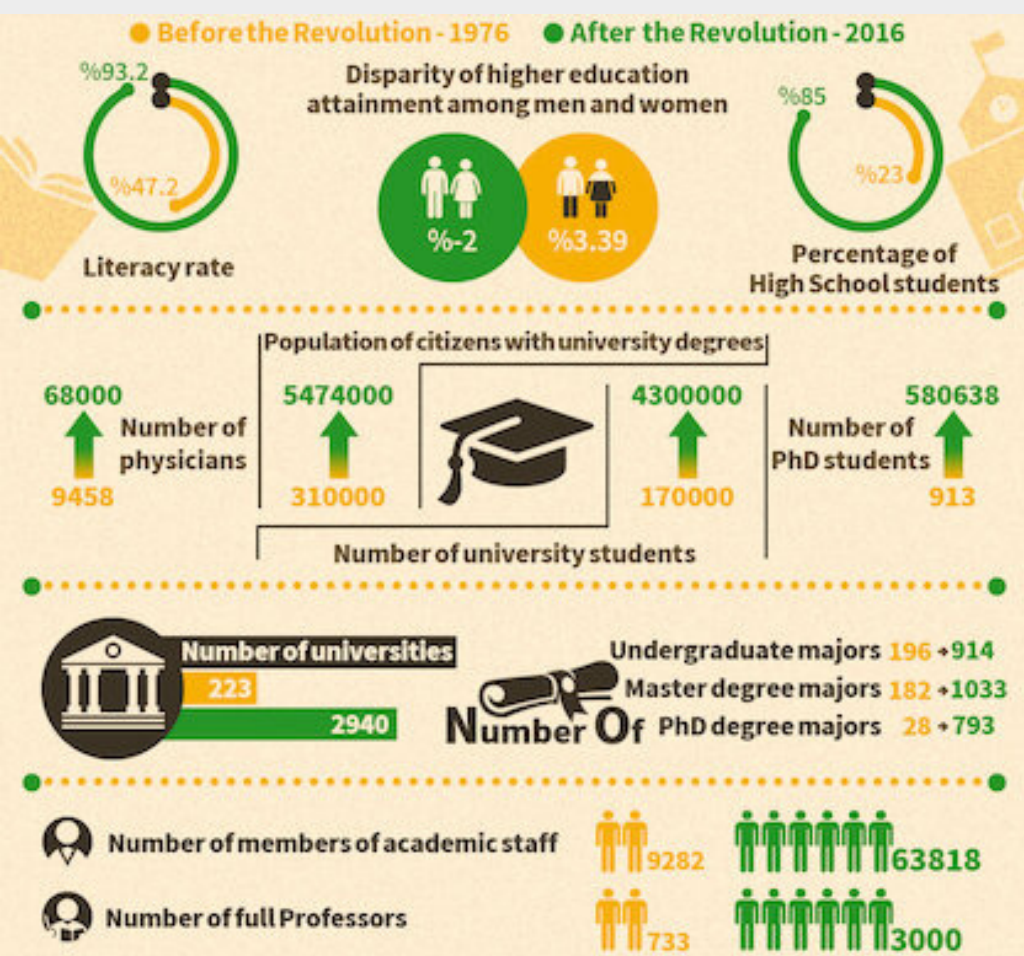 Before the Revolution - 1976
After the Revolution - 2016
%93.2
%47.2
Literacy rate
Disparity of higher education
attainment among men and women
%-2
%3.39
%85
%23
Percentage of
High School students
Population of citizens with university degrees
68000
Number of
physicians
9458
5474000
310000
4300000
170000
Number of
PhD students
580638
913
Number of university students
Number of universities
223
2940
Number Of
Undergraduate majors 196 → 914
Master degree majors 182 → 1033
PhD degree majors 28 → 793
Number of members of academic staff 9282 63818
Number of full Professors 733 3000